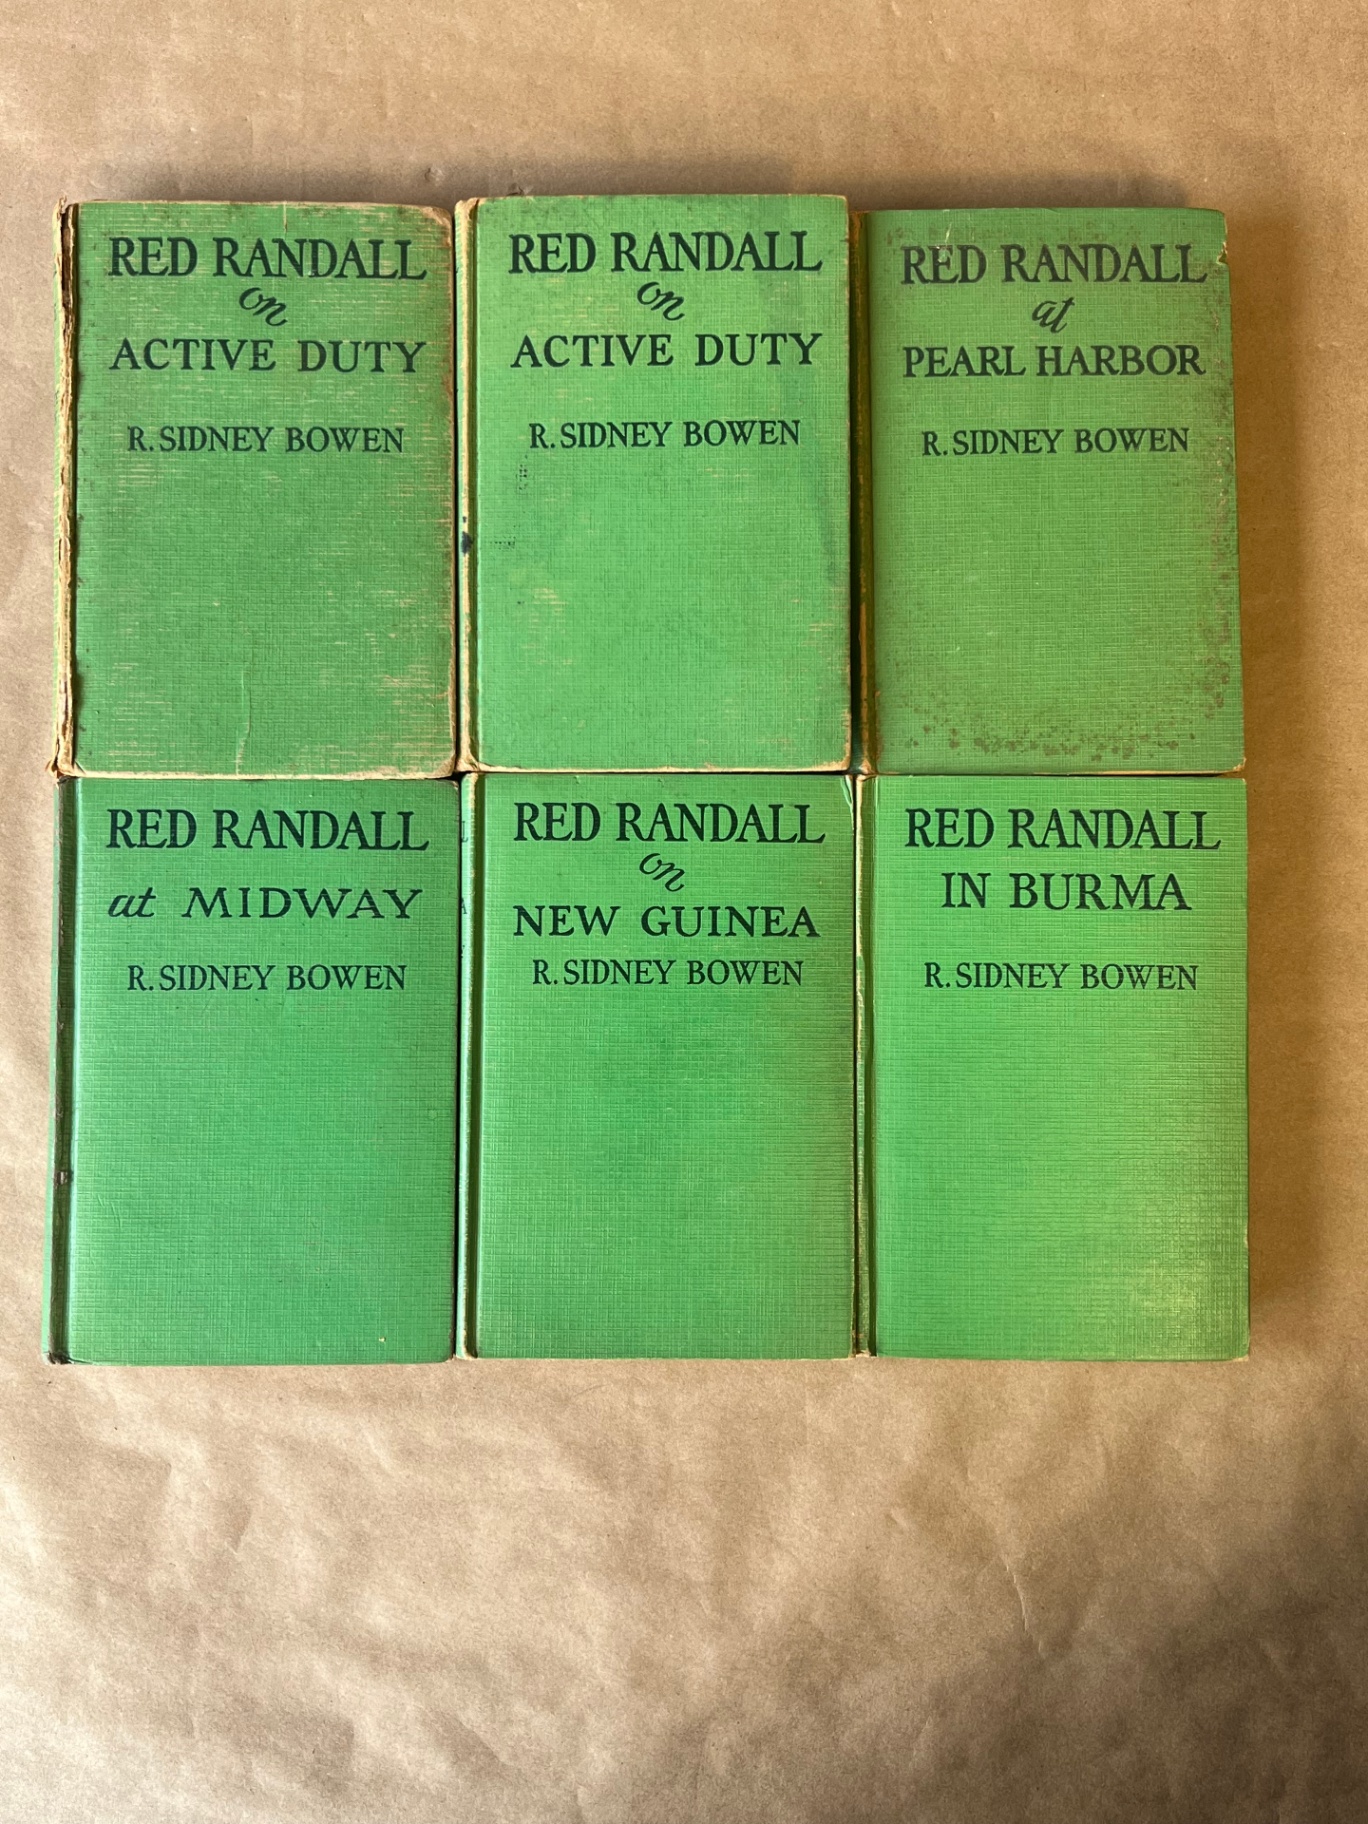 RED RANDALL
on
ACTIVE DUTY
R. SIDNEY BOWEN
RED RANDALL
on
ACTIVE DUTY
R. SIDNEY BOWEN
RED RANDALL
at
PEARL HARBOR
R. SIDNEY BOWEN
RED RANDALL
at MIDWAY
R. SIDNEY BOWEN
RED RANDALL
on
NEW GUINEA
R. SIDNEY BOWEN
RED RANDALL
IN BURMA
R. SIDNEY BOWEN